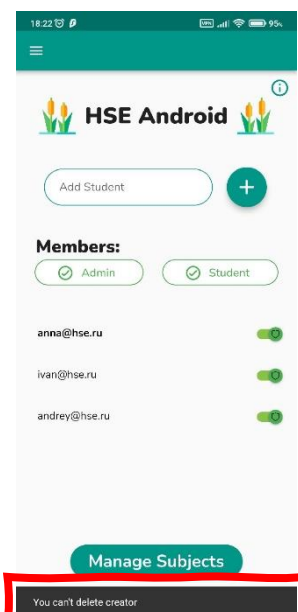 18:22 VPN 95%
HSE Android
Add Student
Members:
Admin Student
anna@hse.ru
ivan@hse.ru
andrey@hse.ru
Manage Subjects
You can't delete creator